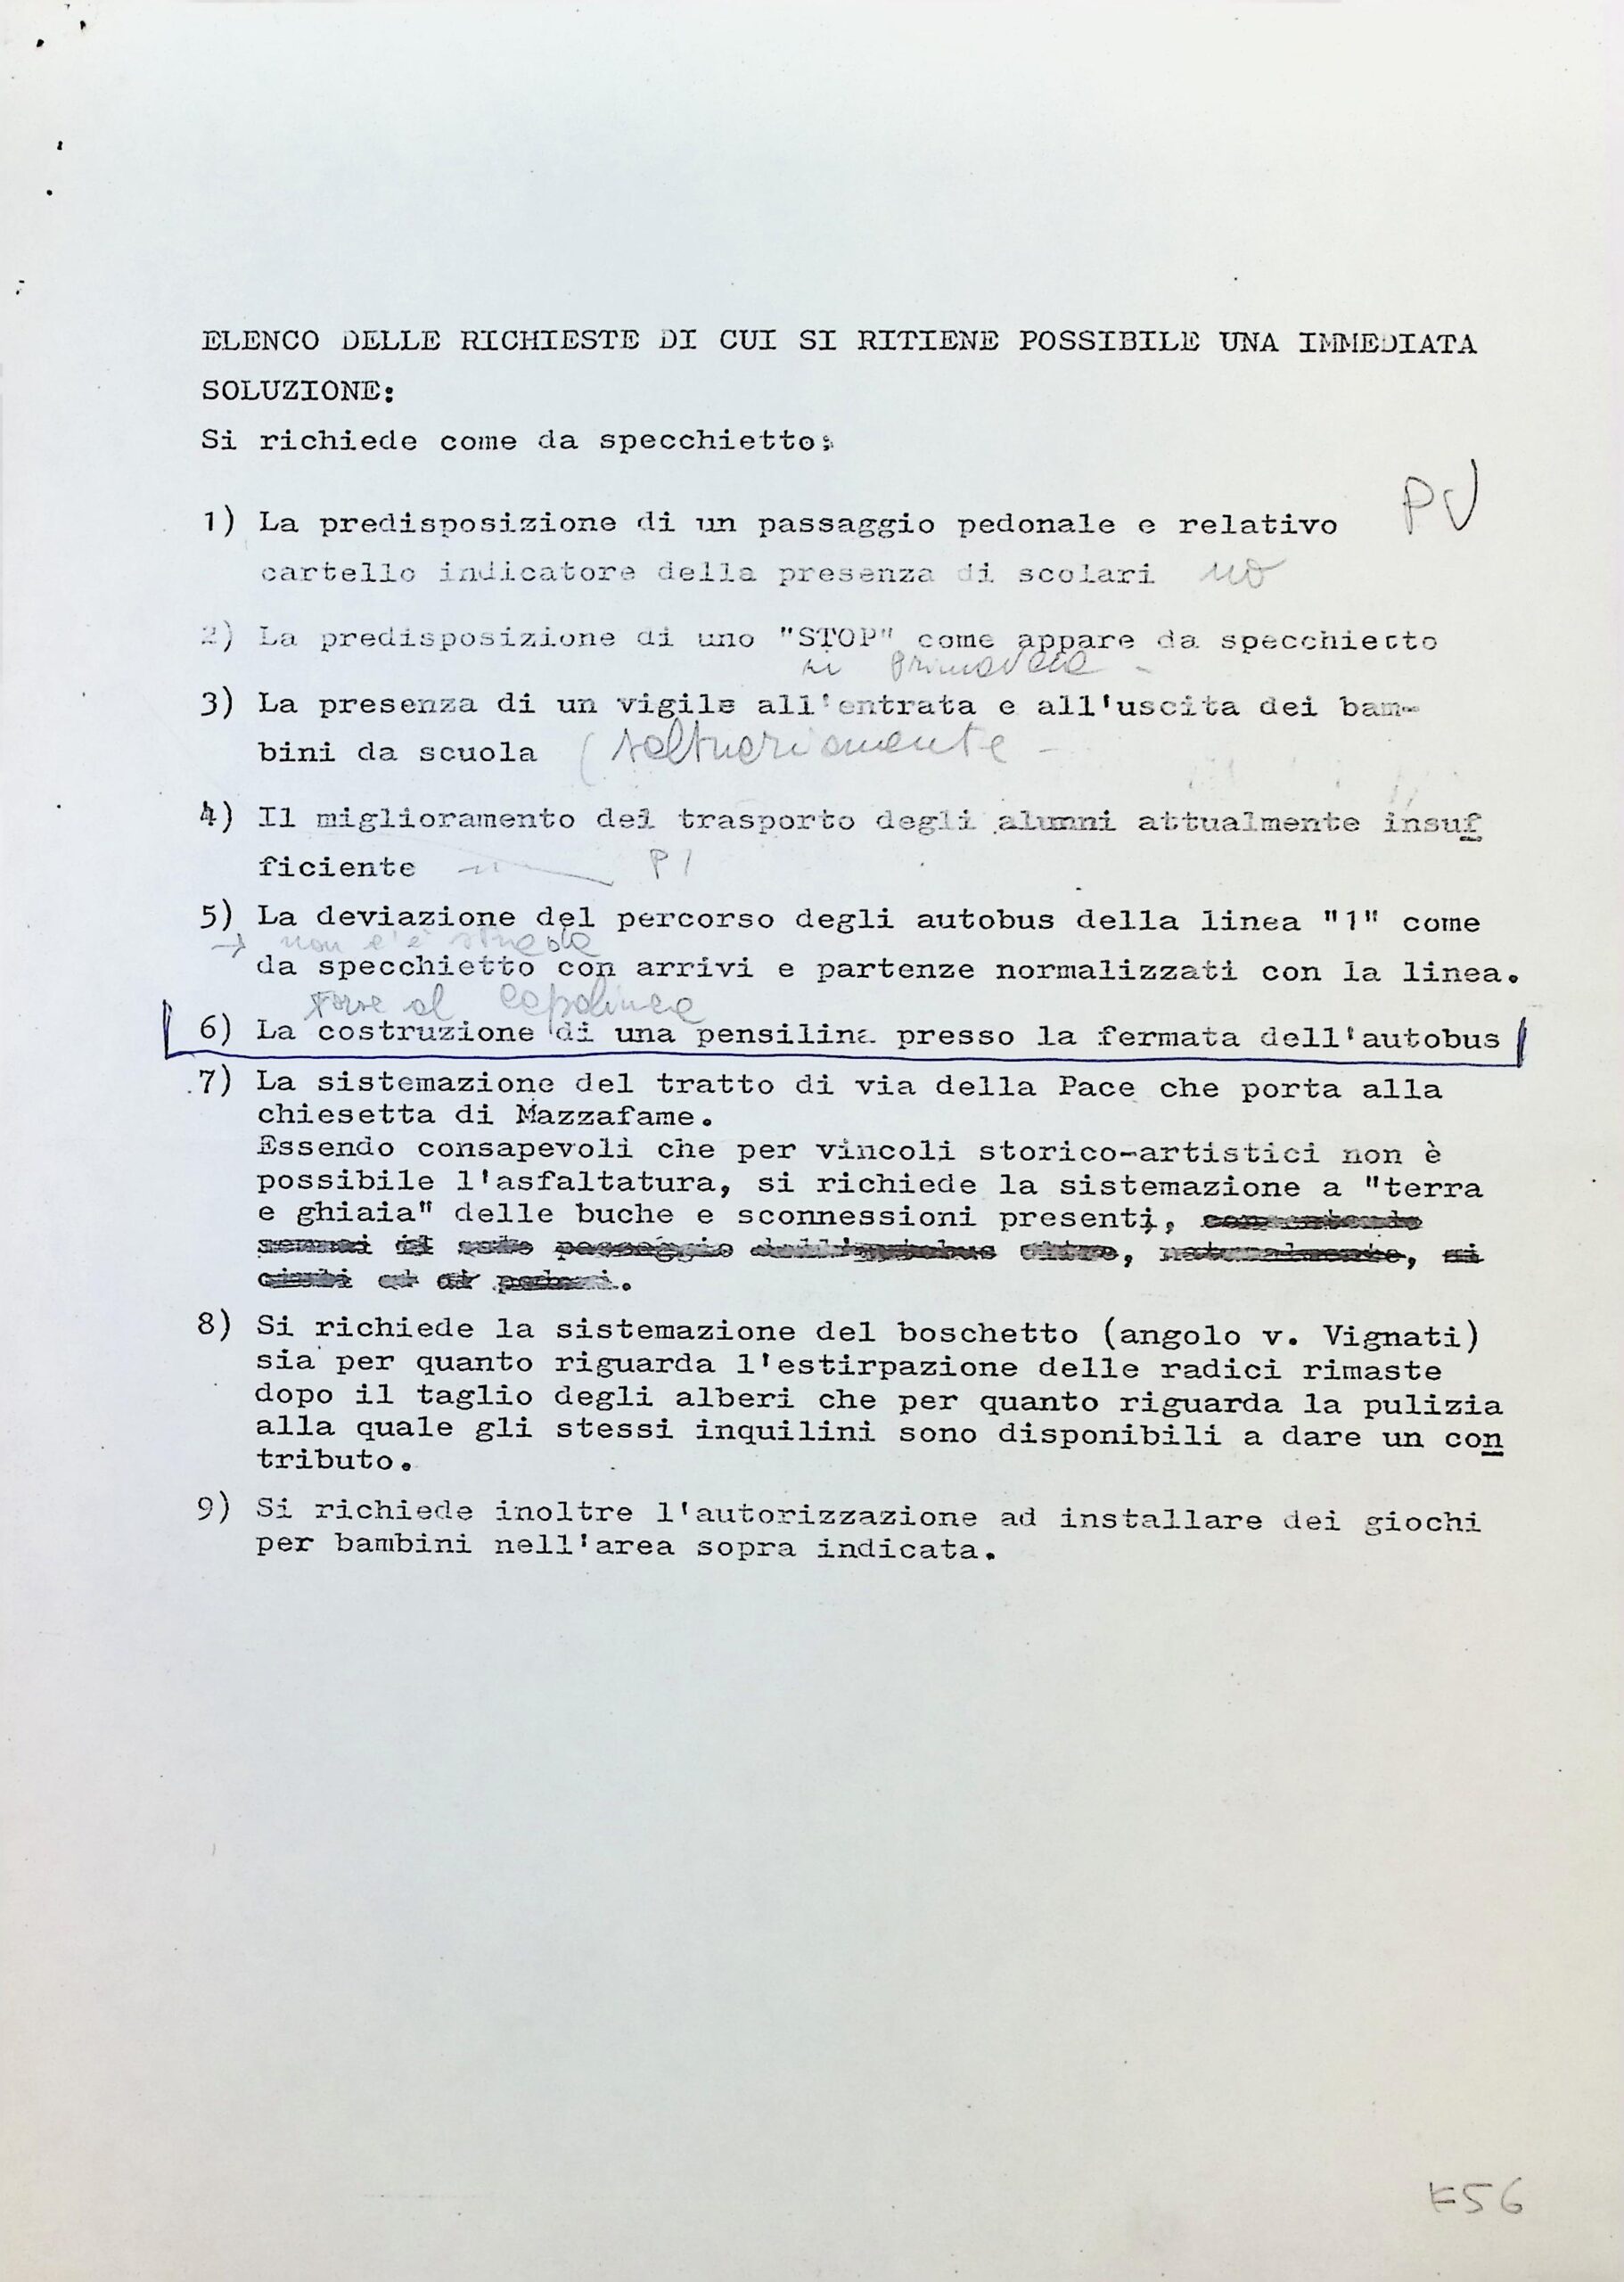 ELENCO DELLE RICHIESTE DI CUI SI RITIENE POSSIBILE UNA IMMEDIATA
SOLUZIONE:
Si richiede come da specchietto:
PV
1) La predisposizione di un passaggio pedonale e relativo
cartello indicatore della presenza di scolari no
2) La predisposizione di uno "STOP" come appare da specchietto
primavera -
3) La presenza di un vigile all'entrata e all'uscita dei bam-
bini da scuola (saltuariamente -
4) Il miglioramento del trasporto degli alunni attualmente insuf
ficiente
5) La deviazione del percorso degli autobus della linea "1" come
→ non c'è strada
da specchietto con arrivi e partenze normalizzati con la linea.
forse al capolinea
6) La costruzione di una pensilina presso la fermata dell'autobus
7) La sistemazione del tratto di via della Pace che porta alla
chiesetta di Mazzafame.
Essendo consapevoli che per vincoli storico-artistici non è
possibile l'asfaltatura, si richiede la sistemazione a "terra
e ghiaia" delle buche e sconnessioni presenti,
8) Si richiede la sistemazione del boschetto (angolo v. Vignati)
sia per quanto riguarda l'estirpazione delle radici rimaste
dopo il taglio degli alberi che per quanto riguarda la pulizia
alla quale gli stessi inquilini sono disponibili a dare un con
tributo.
9) Si richiede inoltre l'autorizzazione ad installare dei giochi
per bambini nell'area sopra indicata.
F56